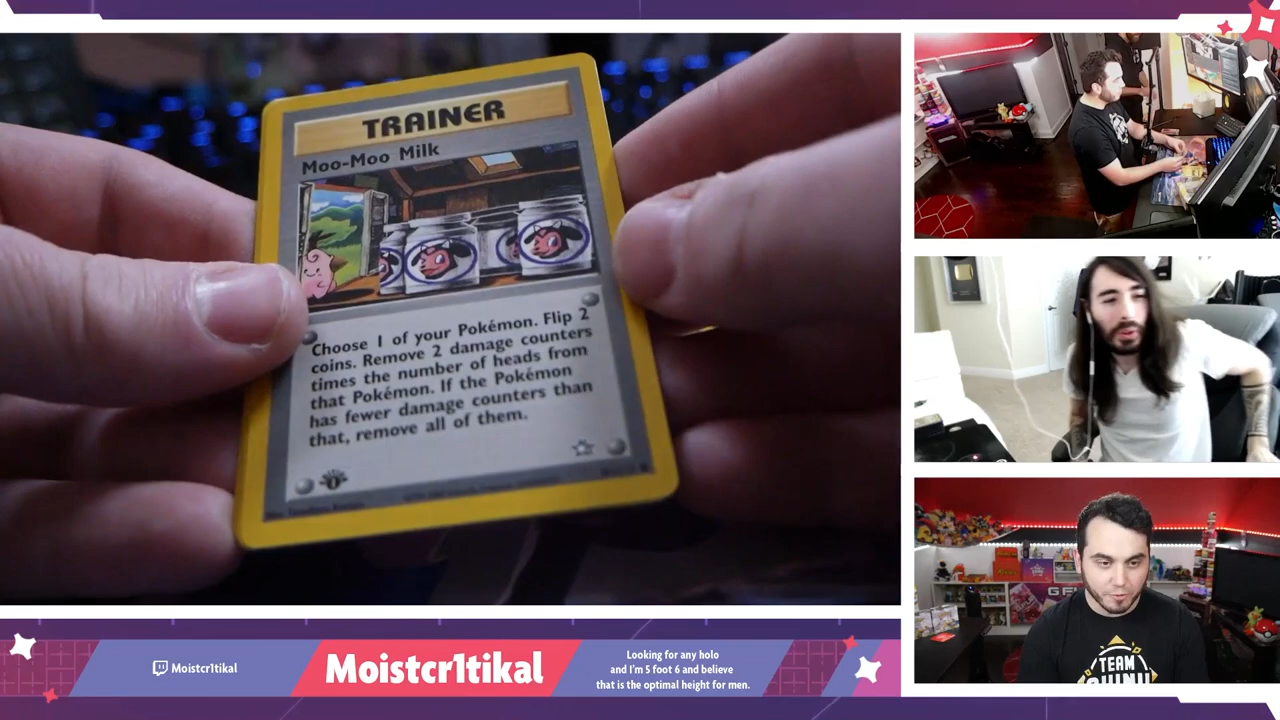 TRAINER
Moo-Moo Milk
Choose 1 of your Pokémon. Flip 2
coins. Remove 2 damage counters
times the number of heads from
that Pokémon. If the Pokémon
has fewer damage counters than
that, remove all of them.
1
Moistcr1tikal
Moistcr1tikal
Looking for any holo
and I'm 5 foot 6 and believe
that is the optimal height for men.
TEAM